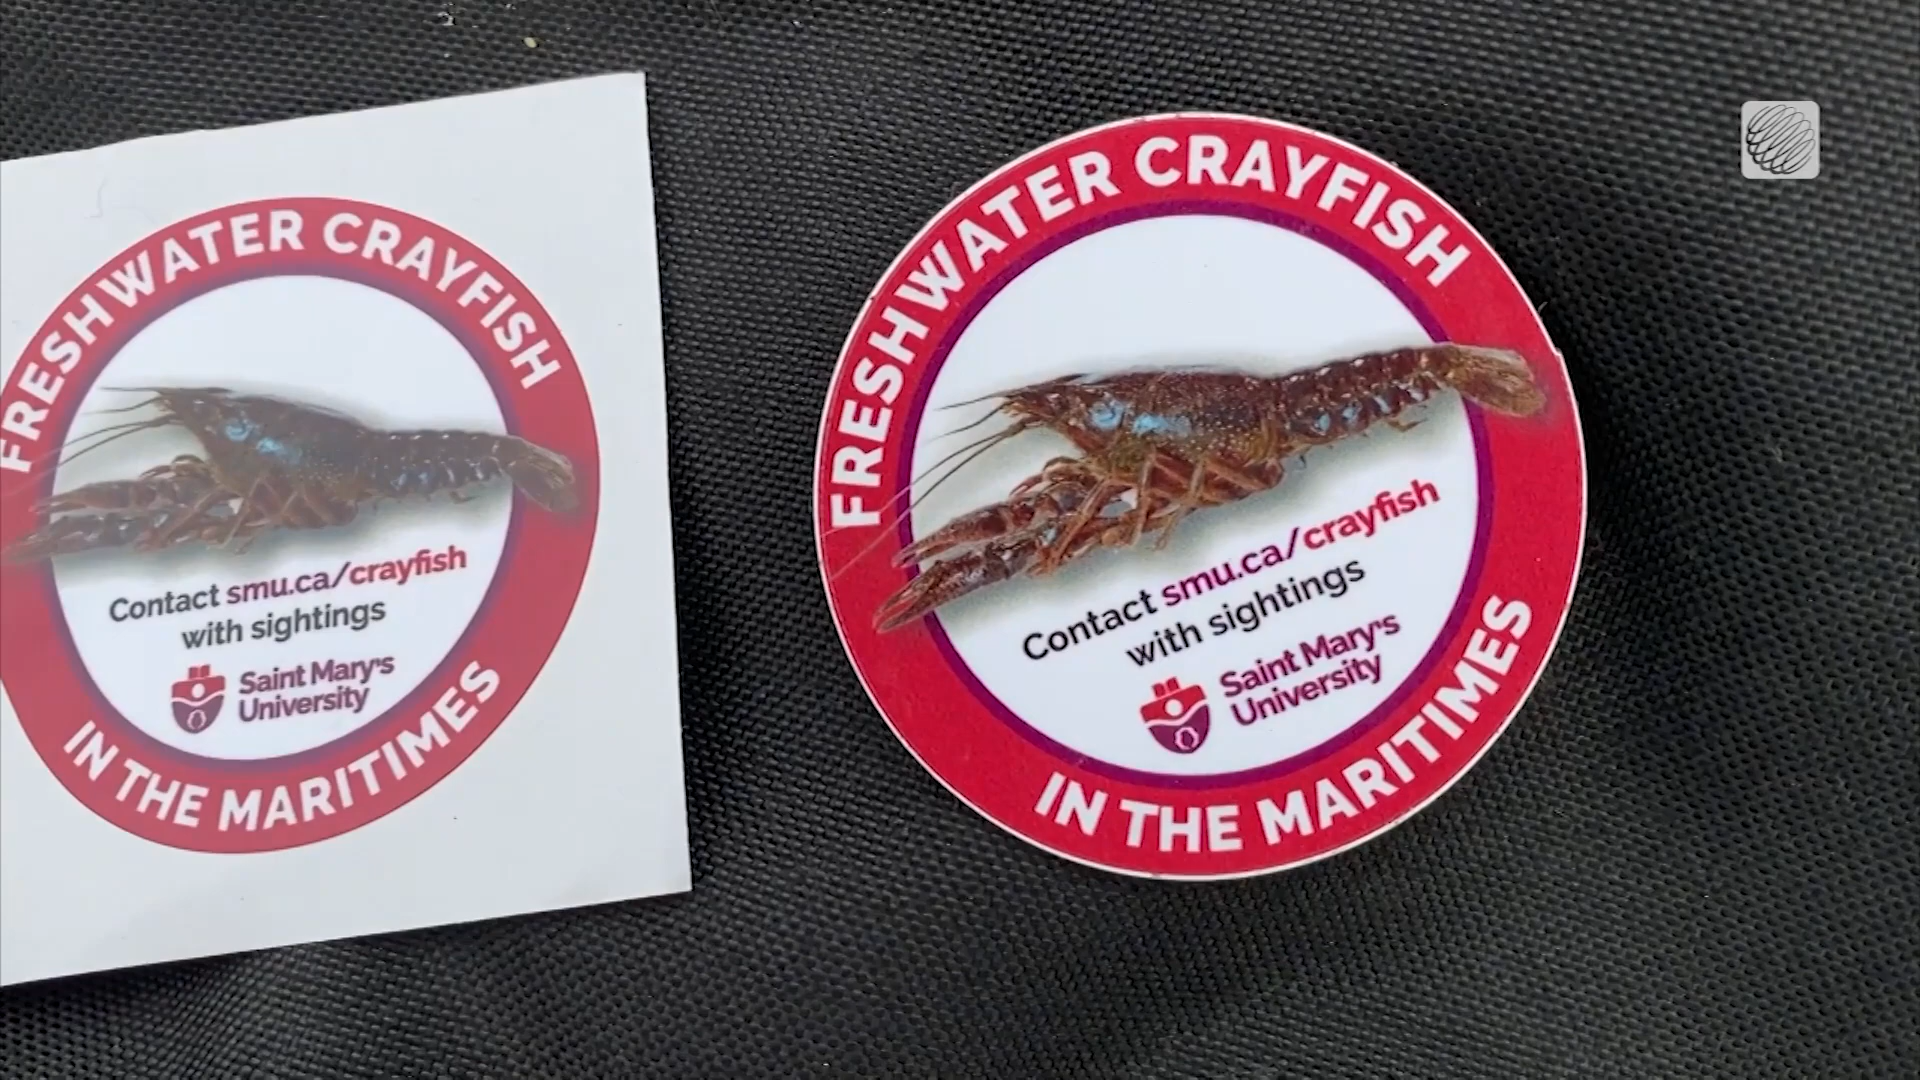 FRESHWATER CRAYFISH
Contact smu.ca/crayfish
with sightings
Saint Mary's
University
IN THE MARITIMES
FRESHWATER CRAYFISH
Contact smu.ca/crayfish
with sightings
Saint Mary's
University
IN THE MARITIMES